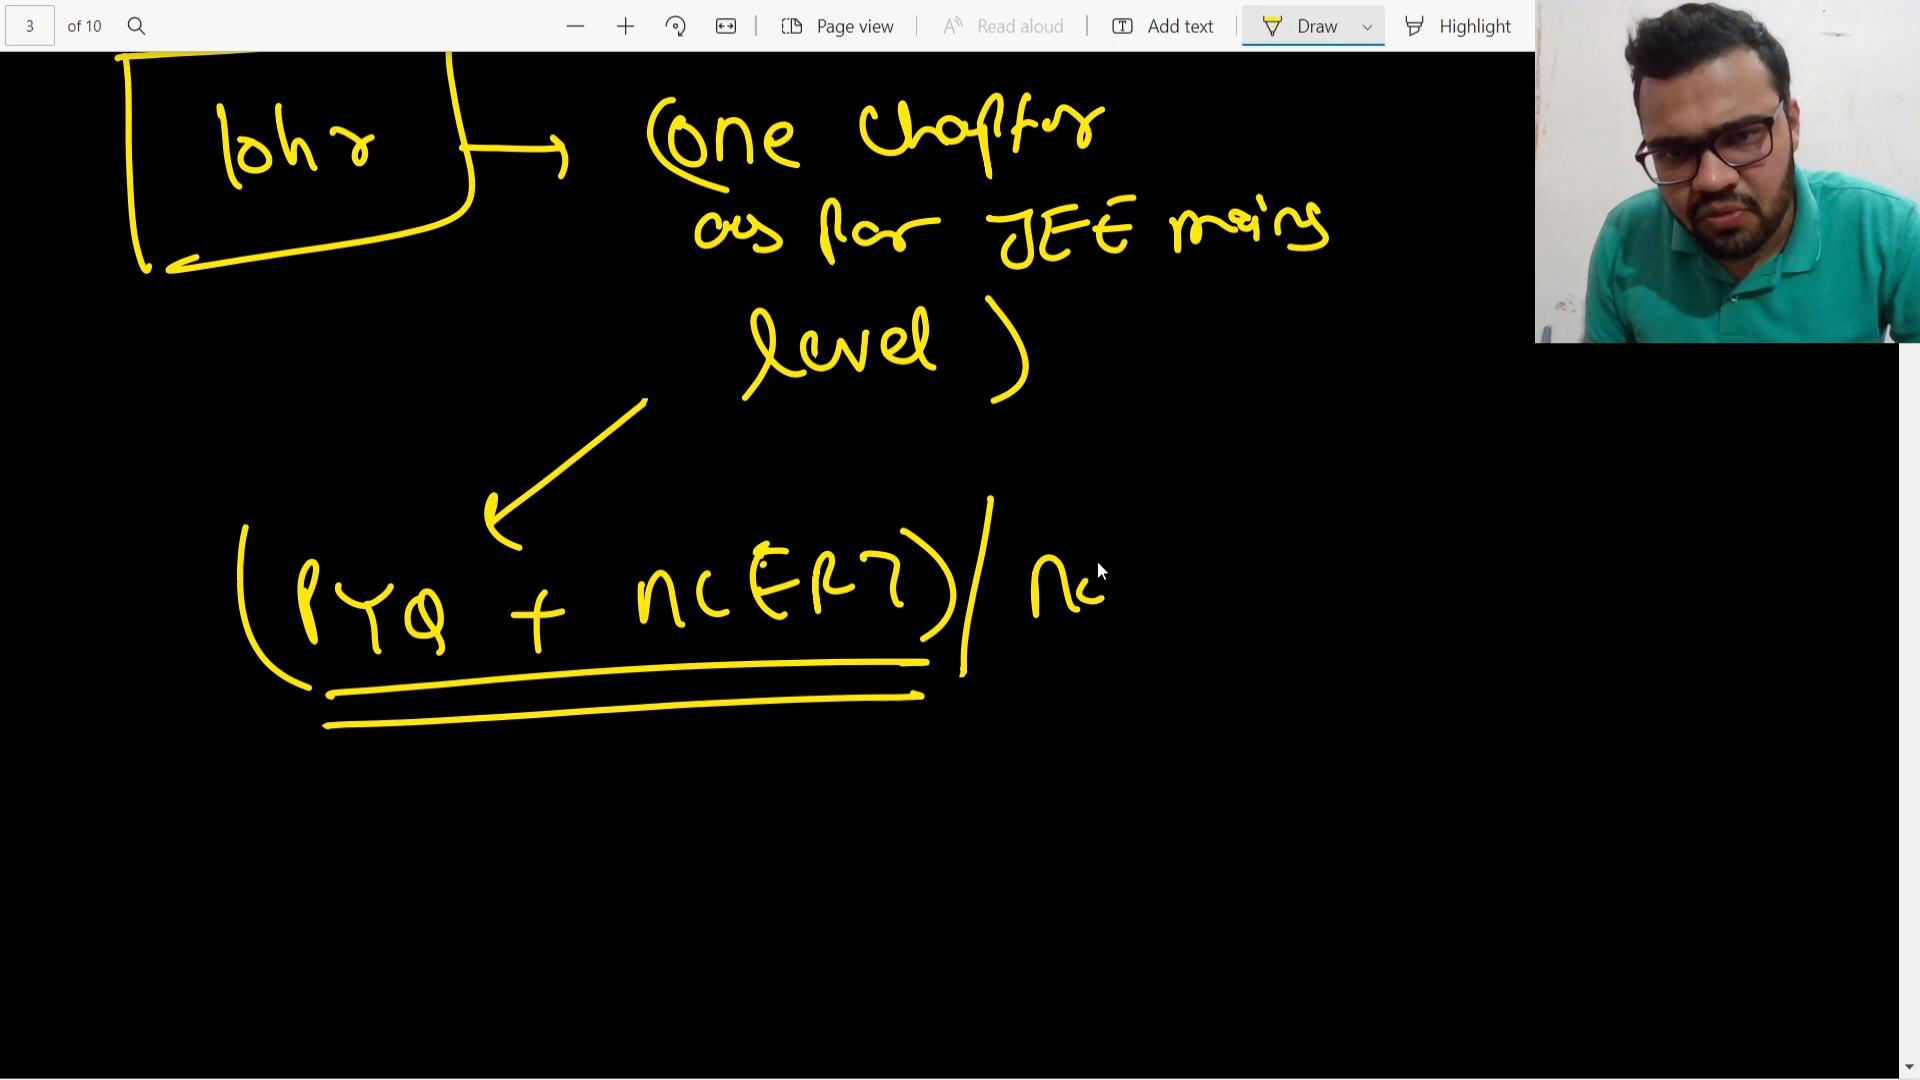 3 of 10 Page view Read aloud Add text Draw Highlight
10hr → (one chapter
as per JEE mains
level)
(PYQ + NCERT) / NC